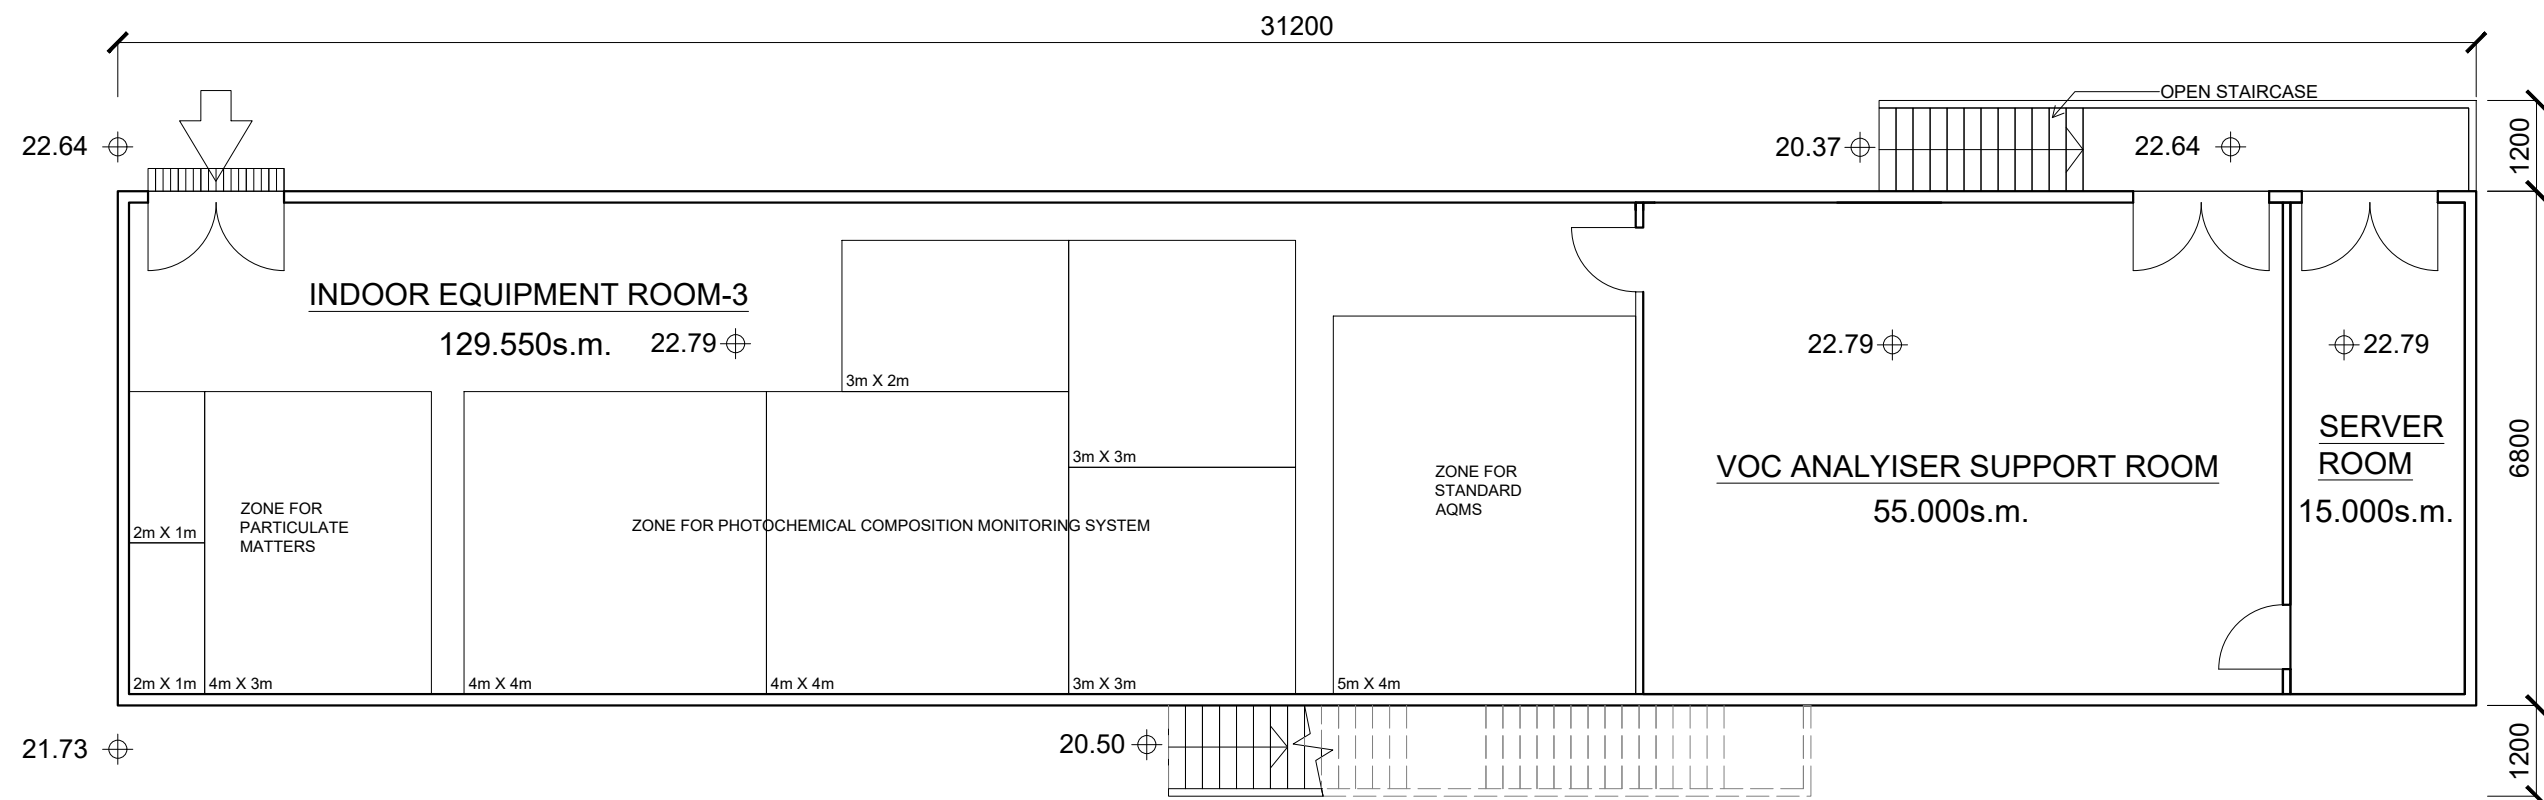 31200
OPEN STAIRCASE
22.64
20.37
22.64
1200
INDOOR EQUIPMENT ROOM-3
129.550s.m.
22.79
22.79
22.79
3m X 2m
3m X 3m
ZONE FOR
PARTICULATE
MATTERS
2m X 1m
ZONE FOR PHOTOCHEMICAL COMPOSITION MONITORING SYSTEM
ZONE FOR
STANDARD
AQMS
VOC ANALYISER SUPPORT ROOM
55.000s.m.
SERVER
ROOM
15.000s.m.
6800
2m X 1m
4m X 3m
4m X 4m
4m X 4m
3m X 3m
5m X 4m
21.73
20.50
1200